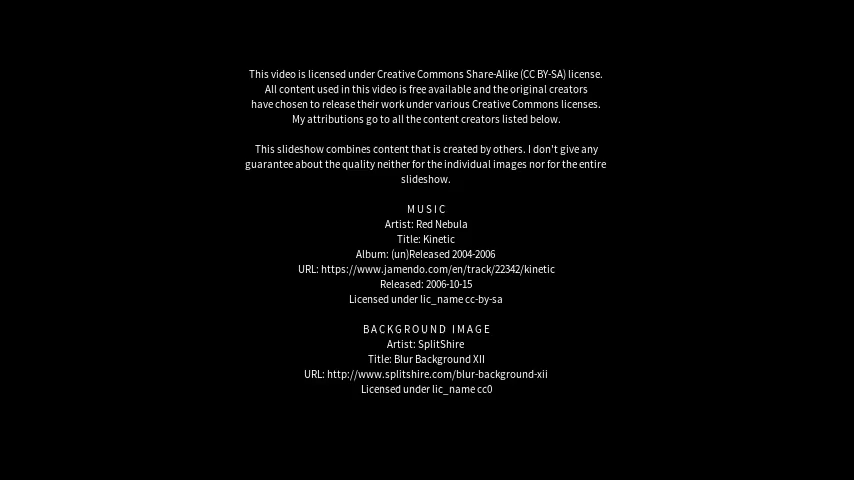 This video is licensed under Creative Commons Share-Alike (CC BY-SA) license.
All content used in this video is free available and the original creators
have chosen to release their work under various Creative Commons licenses.
My attributions go to all the content creators listed below.
This slideshow combines content that is created by others. I don't give any
guarantee about the quality neither for the individual images nor for the entire
slideshow.
MUSIC
Artist: Red Nebula
Title: Kinetic
Album: (un)Released 2004-2006
URL: https://www.jamendo.com/en/track/22342/kinetic
Released: 2006-10-15
Licensed under lic_name cc-by-sa
BACKGROUND IMAGE
Artist: SplitShire
Title: Blur Background XII
URL: http://www.splitshire.com/blur-background-xii
Licensed under lic_name cc0